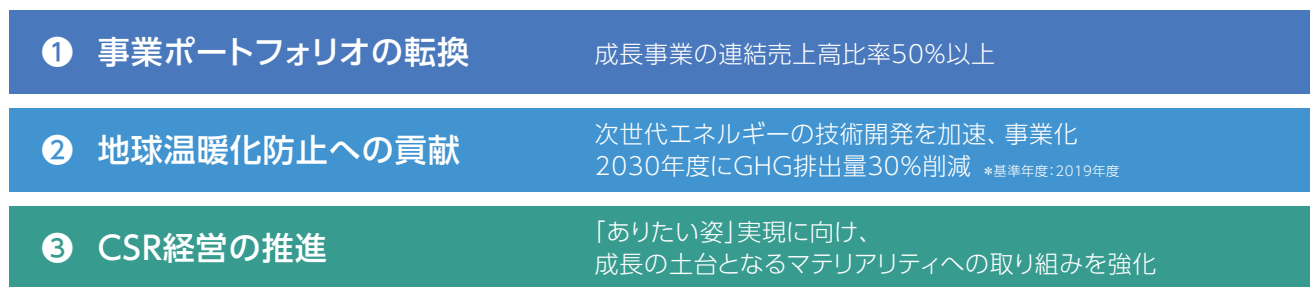 ❶ 事業ポートフォリオの転換
成長事業の連結売上高比率50%以上
❷ 地球温暖化防止への貢献
次世代エネルギーの技術開発を加速、事業化
2030年度にGHG排出量30%削減 *基準年度:2019年度
❸ CSR経営の推進
「ありたい姿」実現に向け、
成長の土台となるマテリアリティへの取り組みを強化